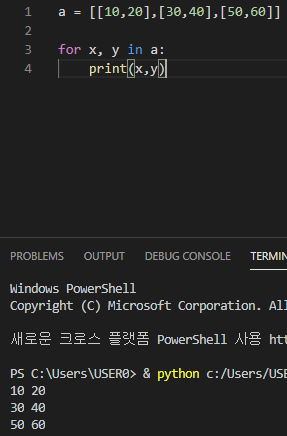 1 a = [[10,20],[30,40],[50,60]]
2
3 for x, y in a:
4 print(x,y)
PROBLEMS OUTPUT DEBUG CONSOLE TERMIN
Windows PowerShell
Copyright (C) Microsoft Corporation. All
새로운 크로스 플랫폼 PowerShell 사용 htt
PS C:\Users\USER0> & python c:/Users/USE
10 20
30 40
50 60